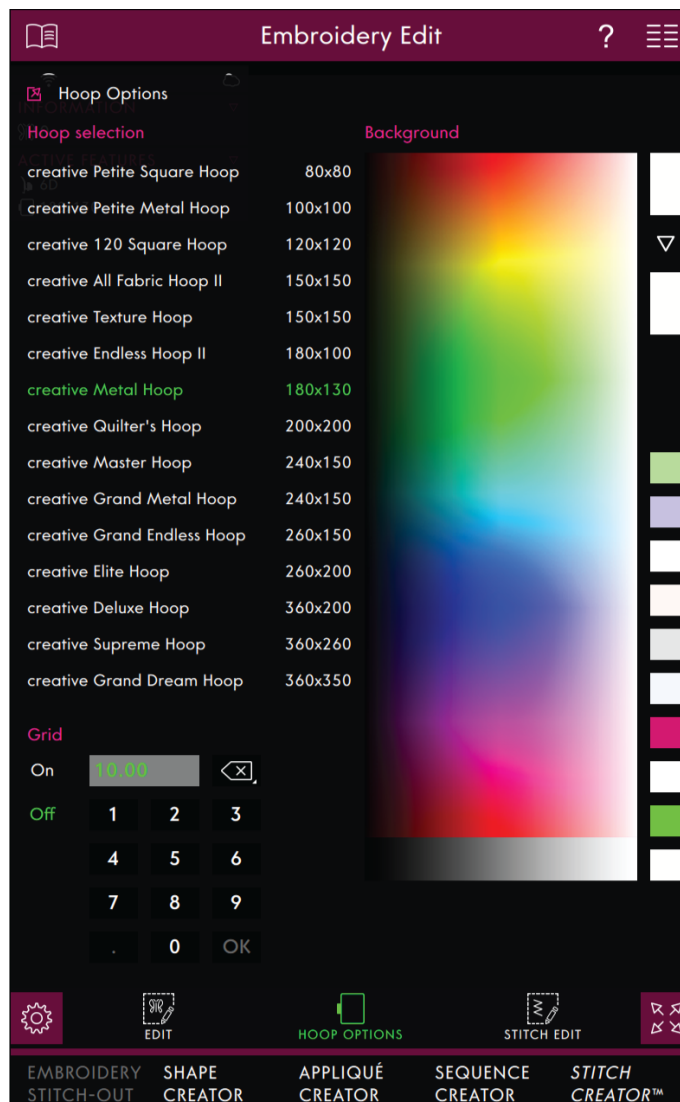 Embroidery Edit ?
Hoop Options
INFORMATION
Hoop selection Background
ACTIVE FEATURES
creative Petite Square Hoop 80x80
6D
creative Petite Metal Hoop 100x100
creative 120 Square Hoop 120x120
creative All Fabric Hoop II 150x150
creative Texture Hoop 150x150
creative Endless Hoop II 180x100
creative Metal Hoop 180x130
creative Quilter's Hoop 200x200
creative Master Hoop 240x150
creative Grand Metal Hoop 240x150
creative Grand Endless Hoop 260x150
creative Elite Hoop 260x200
creative Deluxe Hoop 360x200
creative Supreme Hoop 360x260
creative Grand Dream Hoop 360x350
Grid
On 10.00
Off 1 2 3
4 5 6
7 8 9
. 0 OK
EDIT HOOP OPTIONS STITCH EDIT
EMBROIDERY SHAPE APPLIQUÉ SEQUENCE STITCH
STITCH-OUT CREATOR CREATOR CREATOR CREATOR™